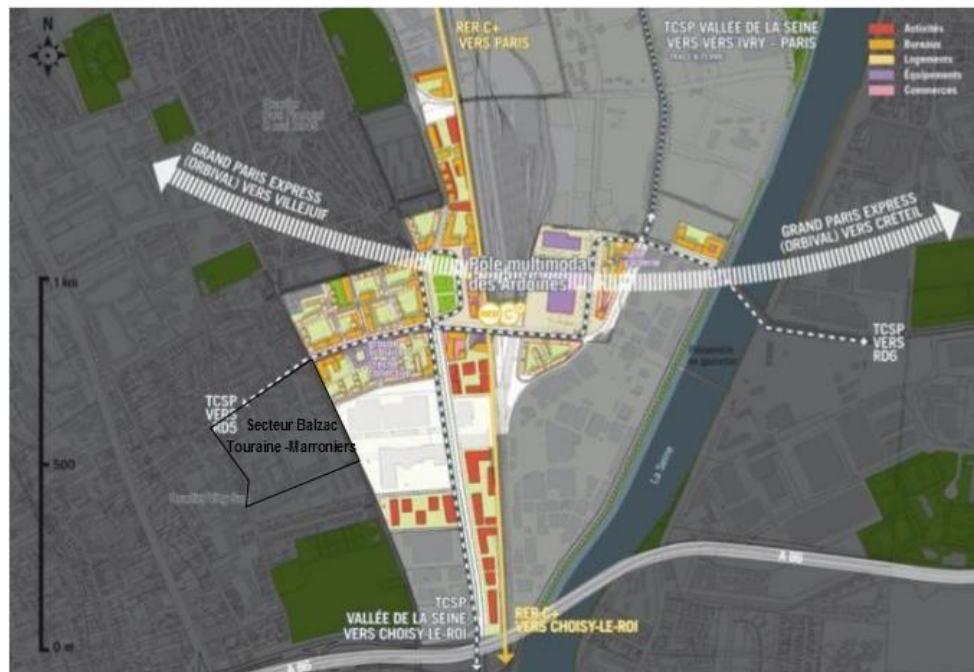 N
RER C+
VERS PARIS
TCSP VALLÉE DE LA SEINE
VERS VERS IVRY - PARIS
Activités
Bureaux
Logements
Équipements
Commerces
GRAND PARIS EXPRESS
(ORBIVAL) VERS VILLEJUIF
GRAND PARIS EXPRESS
(ORBIVAL) VERS CRÉTEIL
1 km
Pôle multimodal
des Ardoines
RER C+
TCSP
VERS
RD6
TCSP
VERS
RD5
Secteur Balzac
Touraine -Marroniers
500
La Seine
A 86
TCSP
VALLÉE DE LA SEINE
VERS CHOISY-LE-ROI
RER C+
VERS CHOISY-LE-ROI
0 m
A 86